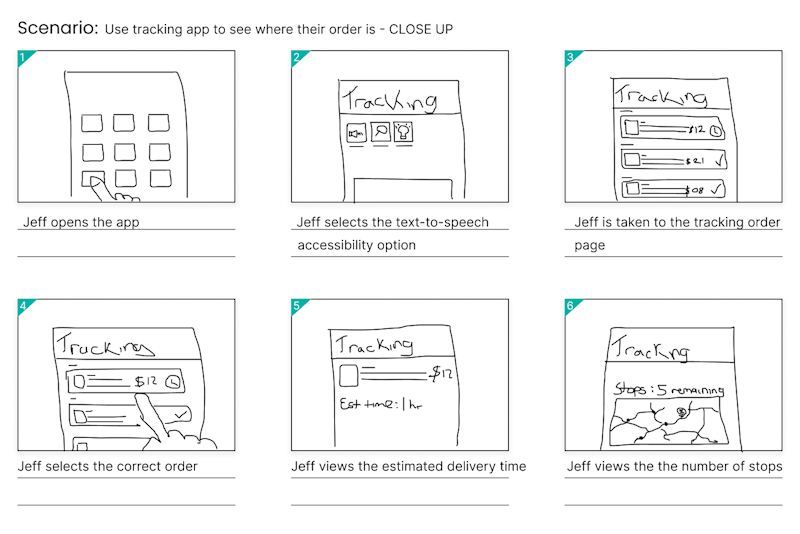 Scenario: Use tracking app to see where their order is - CLOSE UP
1
Jeff opens the app
2
Tracking
Jeff selects the text-to-speech
accessibility option
3
Tracking
$12
$21
$08
Jeff is taken to the tracking order
page
4
Tracking
$12
Jeff selects the correct order
5
Tracking
$12
Est time: 1 hr
Jeff views the estimated delivery time
6
Tracking
Stops: 5 remaining
$
Jeff views the the number of stops